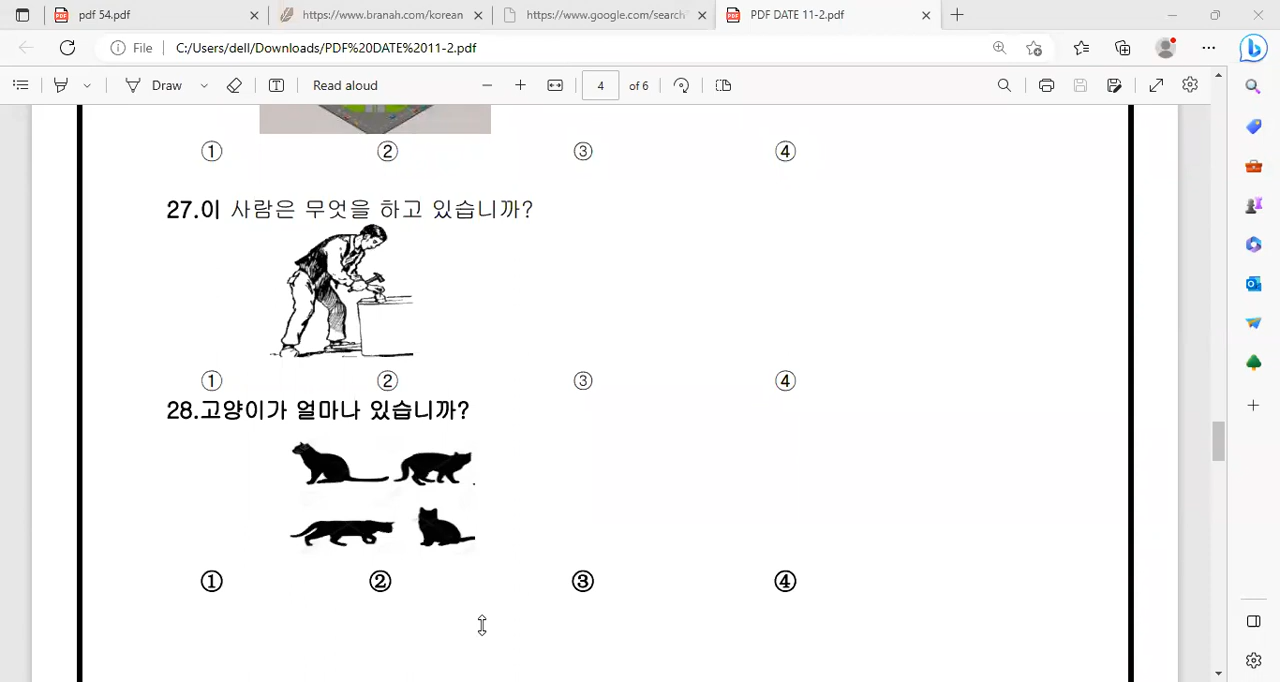 pdf 54.pdf
https://www.branah.com/korean
https://www.google.com/search?
PDF DATE 11-2.pdf
File
C:/Users/dell/Downloads/PDF%20DATE%2011-2.pdf
Draw
Read aloud
4
of 6
① ② ③ ④
27.이 사람은 무엇을 하고 있습니까?
① ② ③ ④
28.고양이가 얼마나 있습니까?
① ② ③ ④